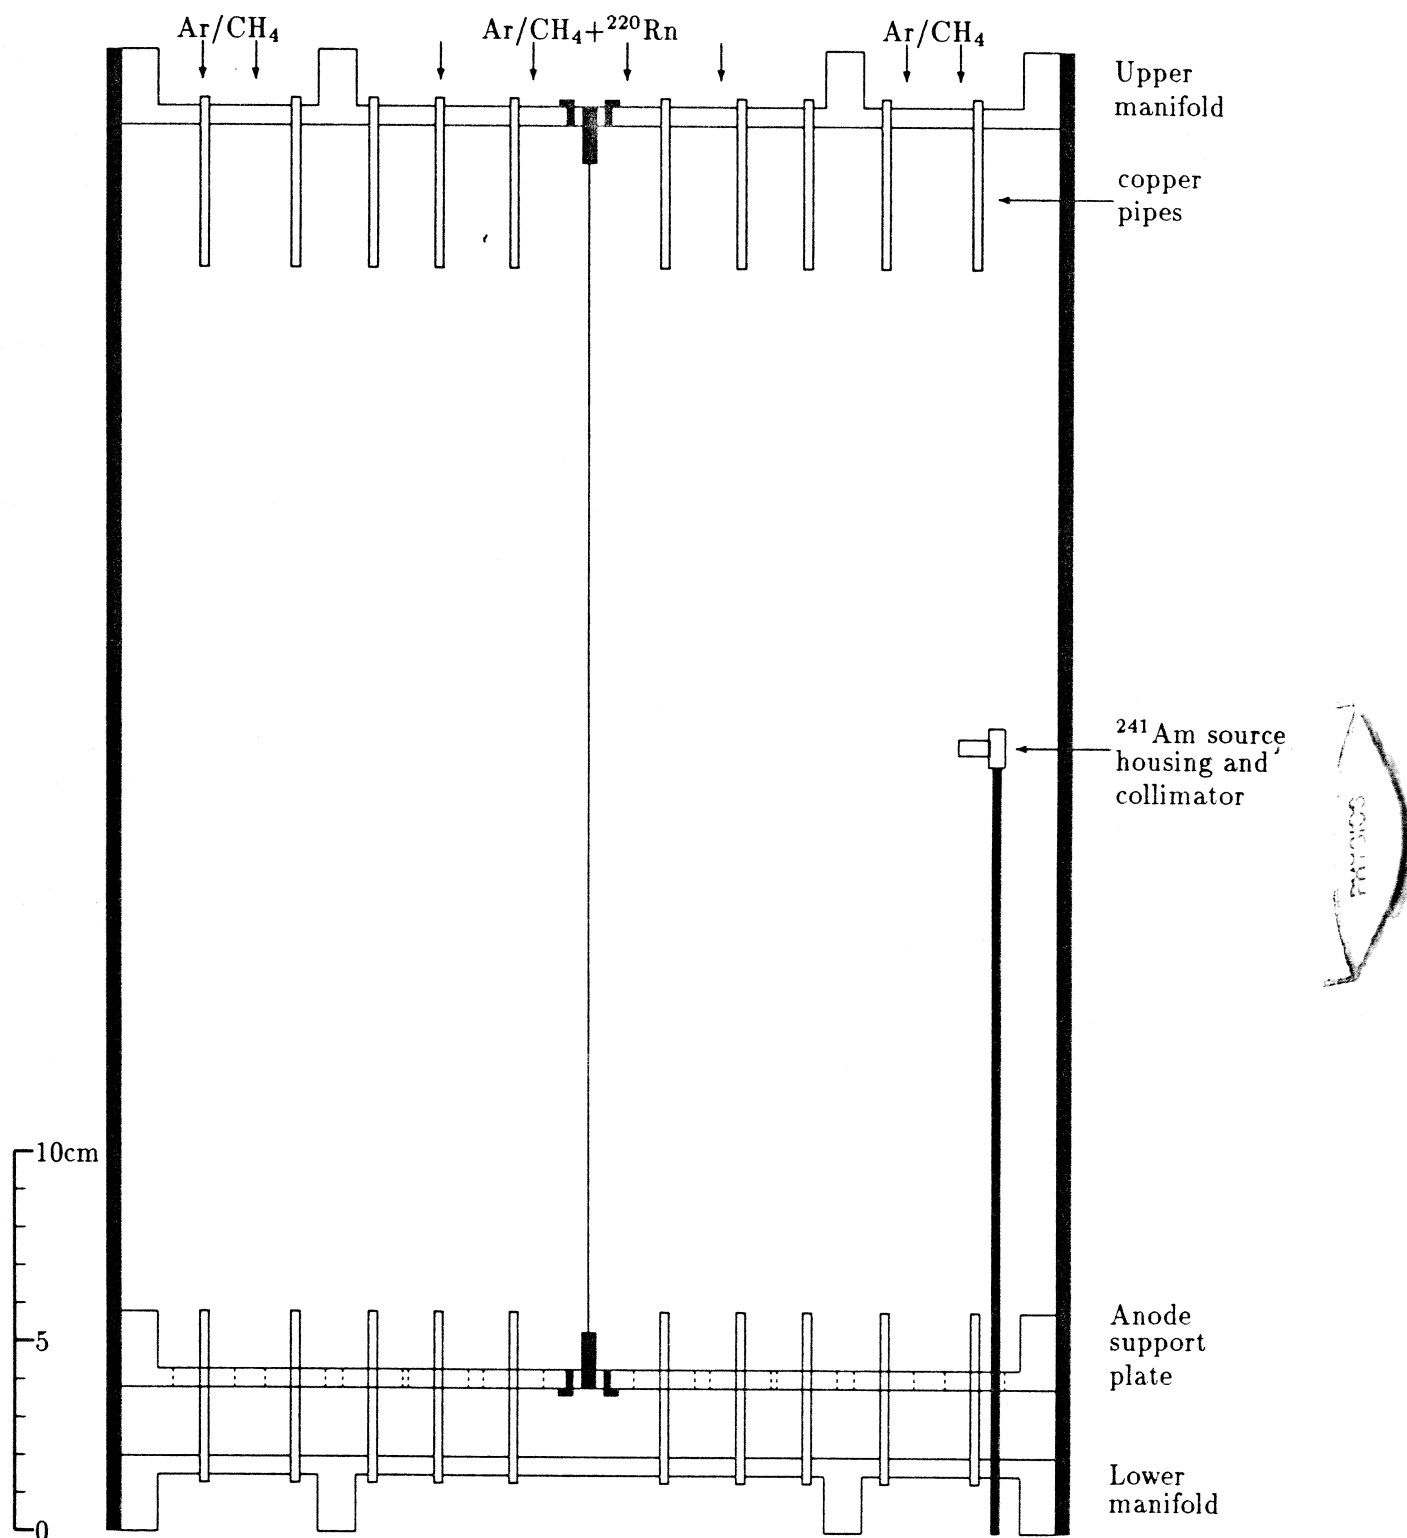 Ar/CH₄
Ar/CH₄+²²⁰Rn
Ar/CH₄
Upper
manifold
copper
pipes
²⁴¹Am source
housing and
collimator
PHYSICS
10cm
5
0
Anode
support
plate
Lower
manifold